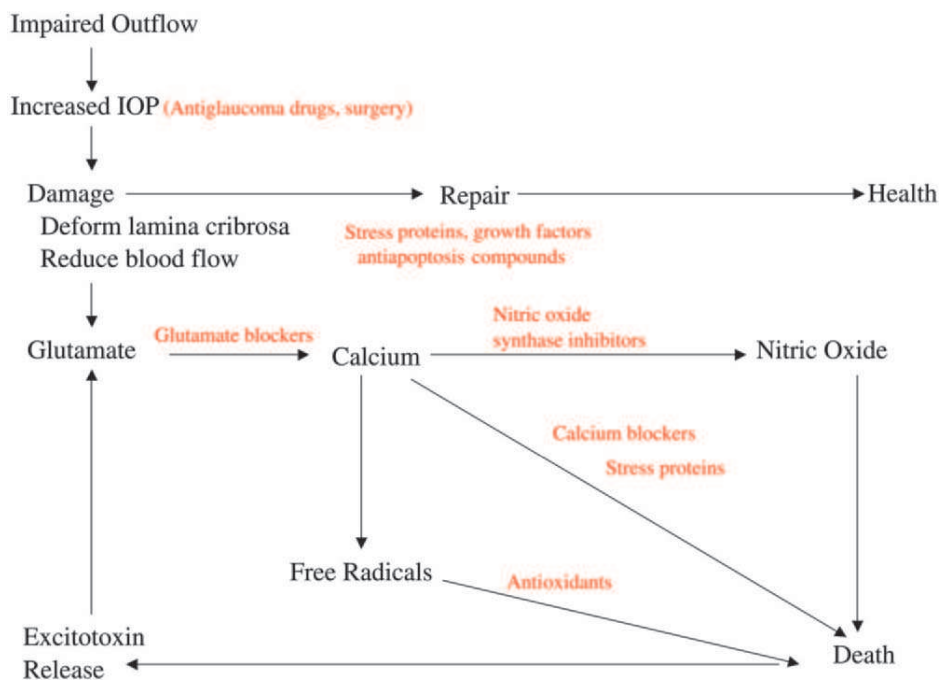 Impaired Outflow
Increased IOP (Antiglaucoma drugs, surgery)
Damage
Repair
Health
Deform lamina cribrosa
Reduce blood flow
Stress proteins, growth factors
antiapoptosis compounds
Glutamate
Glutamate blockers
Calcium
Nitric oxide
synthase inhibitors
Nitric Oxide
Calcium blockers
Stress proteins
Free Radicals
Antioxidants
Excitotoxin
Release
Death